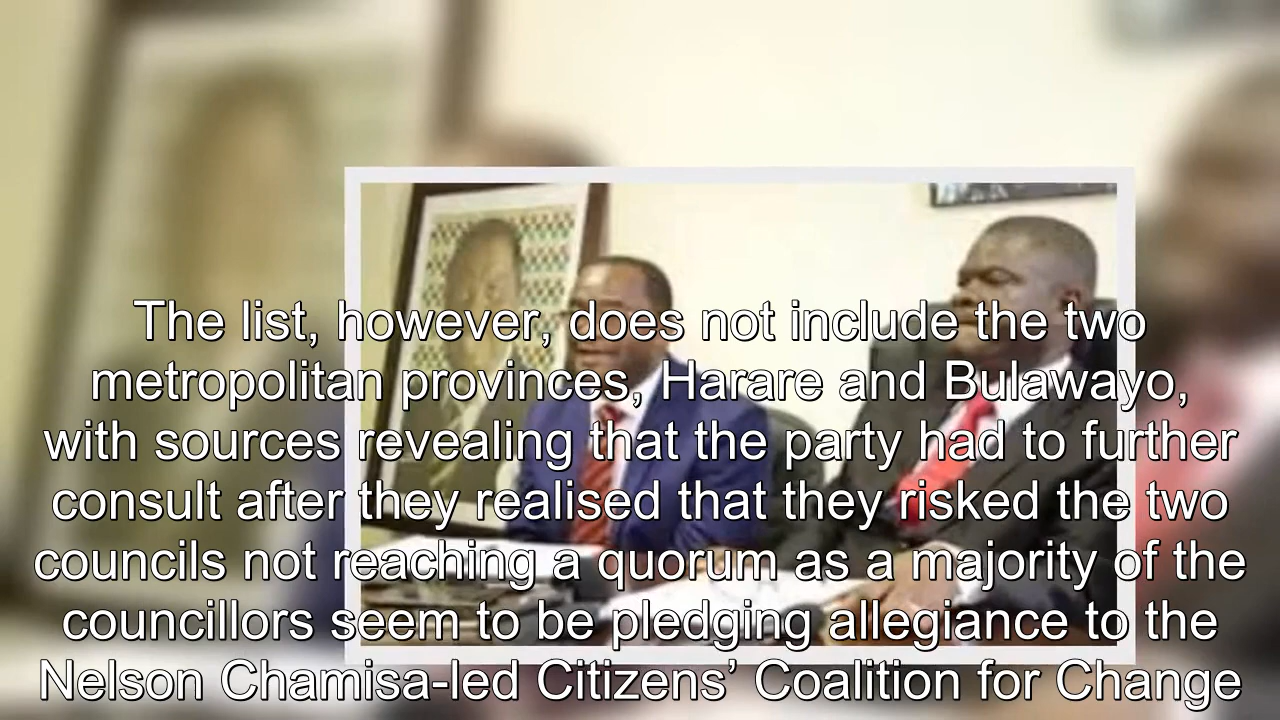 The list, however, does not include the two
metropolitan provinces, Harare and Bulawayo,
with sources revealing that the party had to further
consult after they realised that they risked the two
councils not reaching a quorum as a majority of the
councillors seem to be pledging allegiance to the
Nelson Chamisa-led Citizens’ Coalition for Change